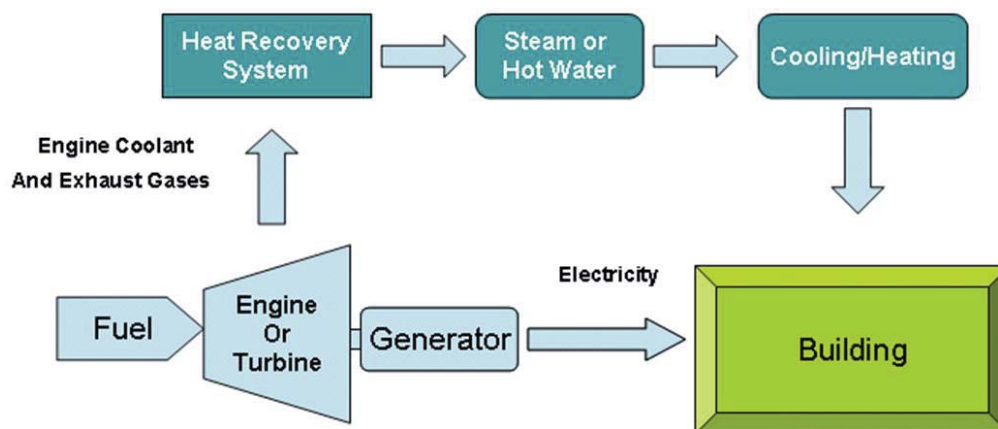 Heat Recovery
System
Steam or
Hot Water
Cooling/Heating
Engine Coolant
And Exhaust Gases
Fuel
Engine
Or
Turbine
Generator
Electricity
Building